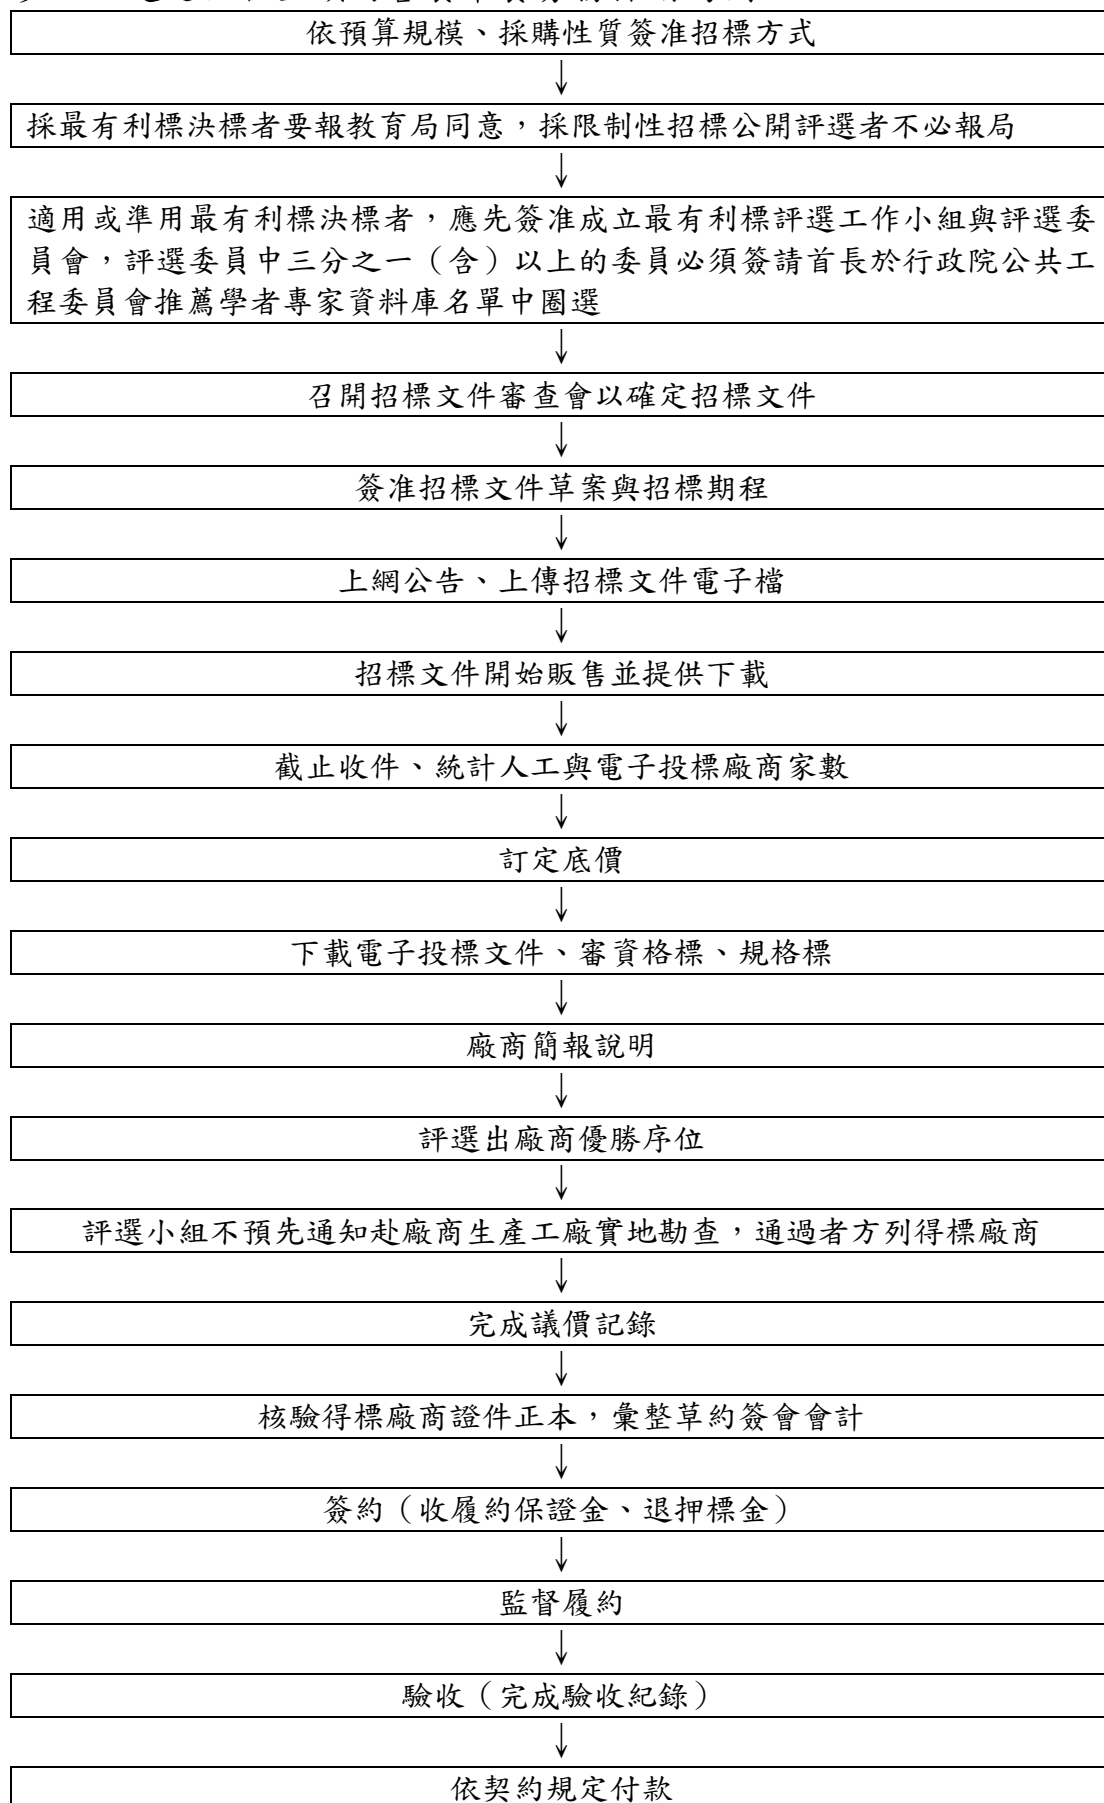 依預算規模、採購性質簽准招標方式
↓
採最有利標決標者要報教育局同意，採限制性招標公開評選者不必報局
↓
適用或準用最有利標決標者，應先簽准成立最有利標評選工作小組與評選委
員會，評選委員中三分之一（含）以上的委員必須簽請首長於行政院公共工
程委員會推薦學者專家資料庫名單中圈選
↓
召開招標文件審查會以確定招標文件
↓
簽准招標文件草案與招標期程
↓
上網公告、上傳招標文件電子檔
↓
招標文件開始販售並提供下載
↓
截止收件、統計人工與電子投標廠商家數
↓
訂定底價
↓
下載電子投標文件、審資格標、規格標
↓
廠商簡報說明
↓
評選出廠商優勝序位
↓
評選小組不預先通知赴廠商生產工廠實地勘查，通過者方列得標廠商
↓
完成議價記錄
↓
核驗得標廠商證件正本，彙整草約簽會會計
↓
簽約（收履約保證金、退押標金）
↓
監督履約
↓
驗收（完成驗收紀錄）
↓
依契約規定付款